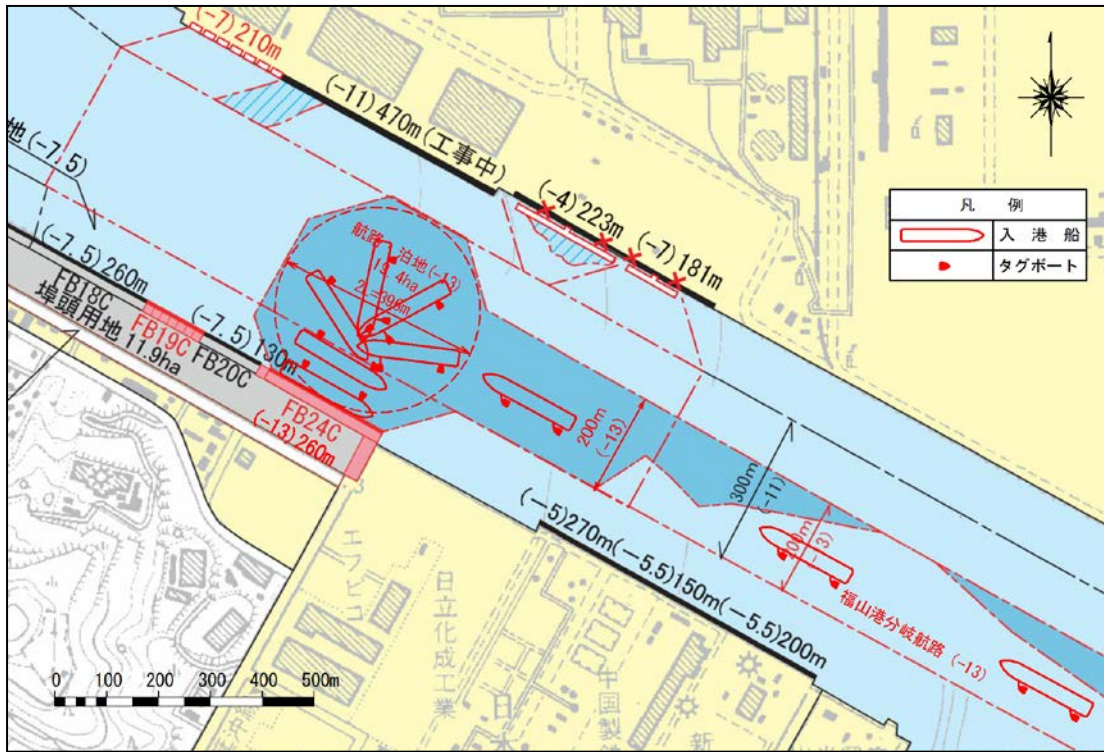 (-7) 210m
(-11) 470m (工事中)
(-4) 223m
(-7) 181m
凡 例
入 港 船
タグボート
地(-7.5)
(-7.5) 260m
FB18C
埠頭用地 11.9ha
FB19C
FB20C
(-7.5) 130m
航路・泊地(-13)
FB24C
(-13) 260m
200m
(-13)
300m
(-11)
(-5)270m(-5.5)150m(-5.5)200m
福山港分岐航路 (-13)
エフピコ
日立化成工業
日
中国製
新
0 50 100 200 300 400 500m